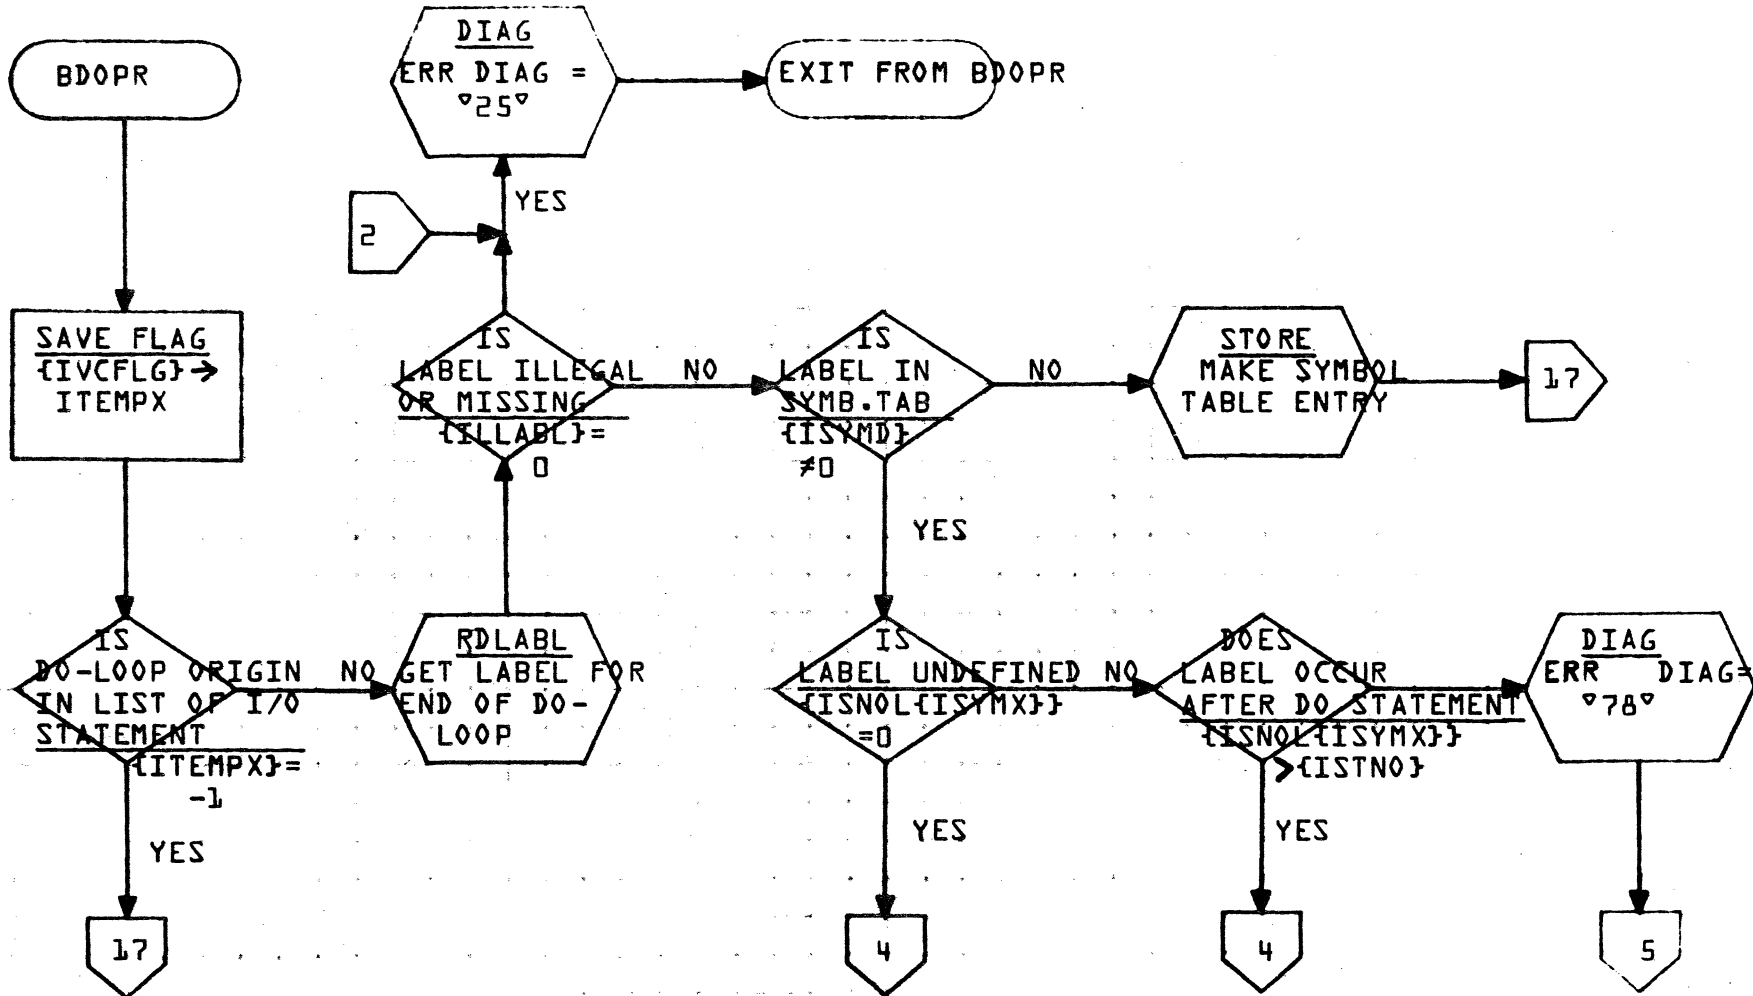 BDOPR
SAVE FLAG
{IVCFLG}→
ITEMPX
IS
DO-LOOP ORIGIN
IN LIST OF I/O
STATEMENT
{ITEMPX}=
-1
NO
YES
17
RDLABL
GET LABEL FOR
END OF DO-
LOOP
IS
LABEL ILLEGAL
OR MISSING
{ILLABL}=
0
NO
YES
2
DIAG
ERR DIAG =
∇25∇
EXIT FROM BDOPR
IS
LABEL IN
SYMB.TAB
{ISYMD}
≠0
NO
YES
STORE
MAKE SYMBOL
TABLE ENTRY
17
IS
LABEL UNDEFINED
{ISNOL{ISYMX}}
=0
NO
YES
4
DOES
LABEL OCCUR
AFTER DO STATEMENT
{ISNOL{ISYMX}}
>{ISTNO}
YES
4
DIAG
ERR DIAG=
∇78∇
5